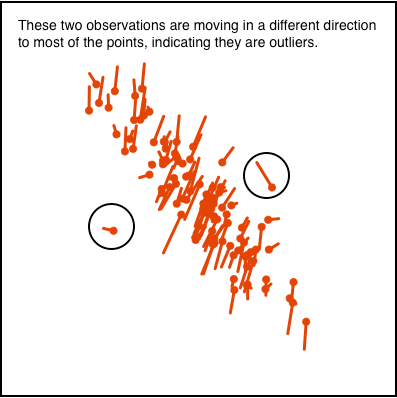 These two observations are moving in a different direction
to most of the points, indicating they are outliers.